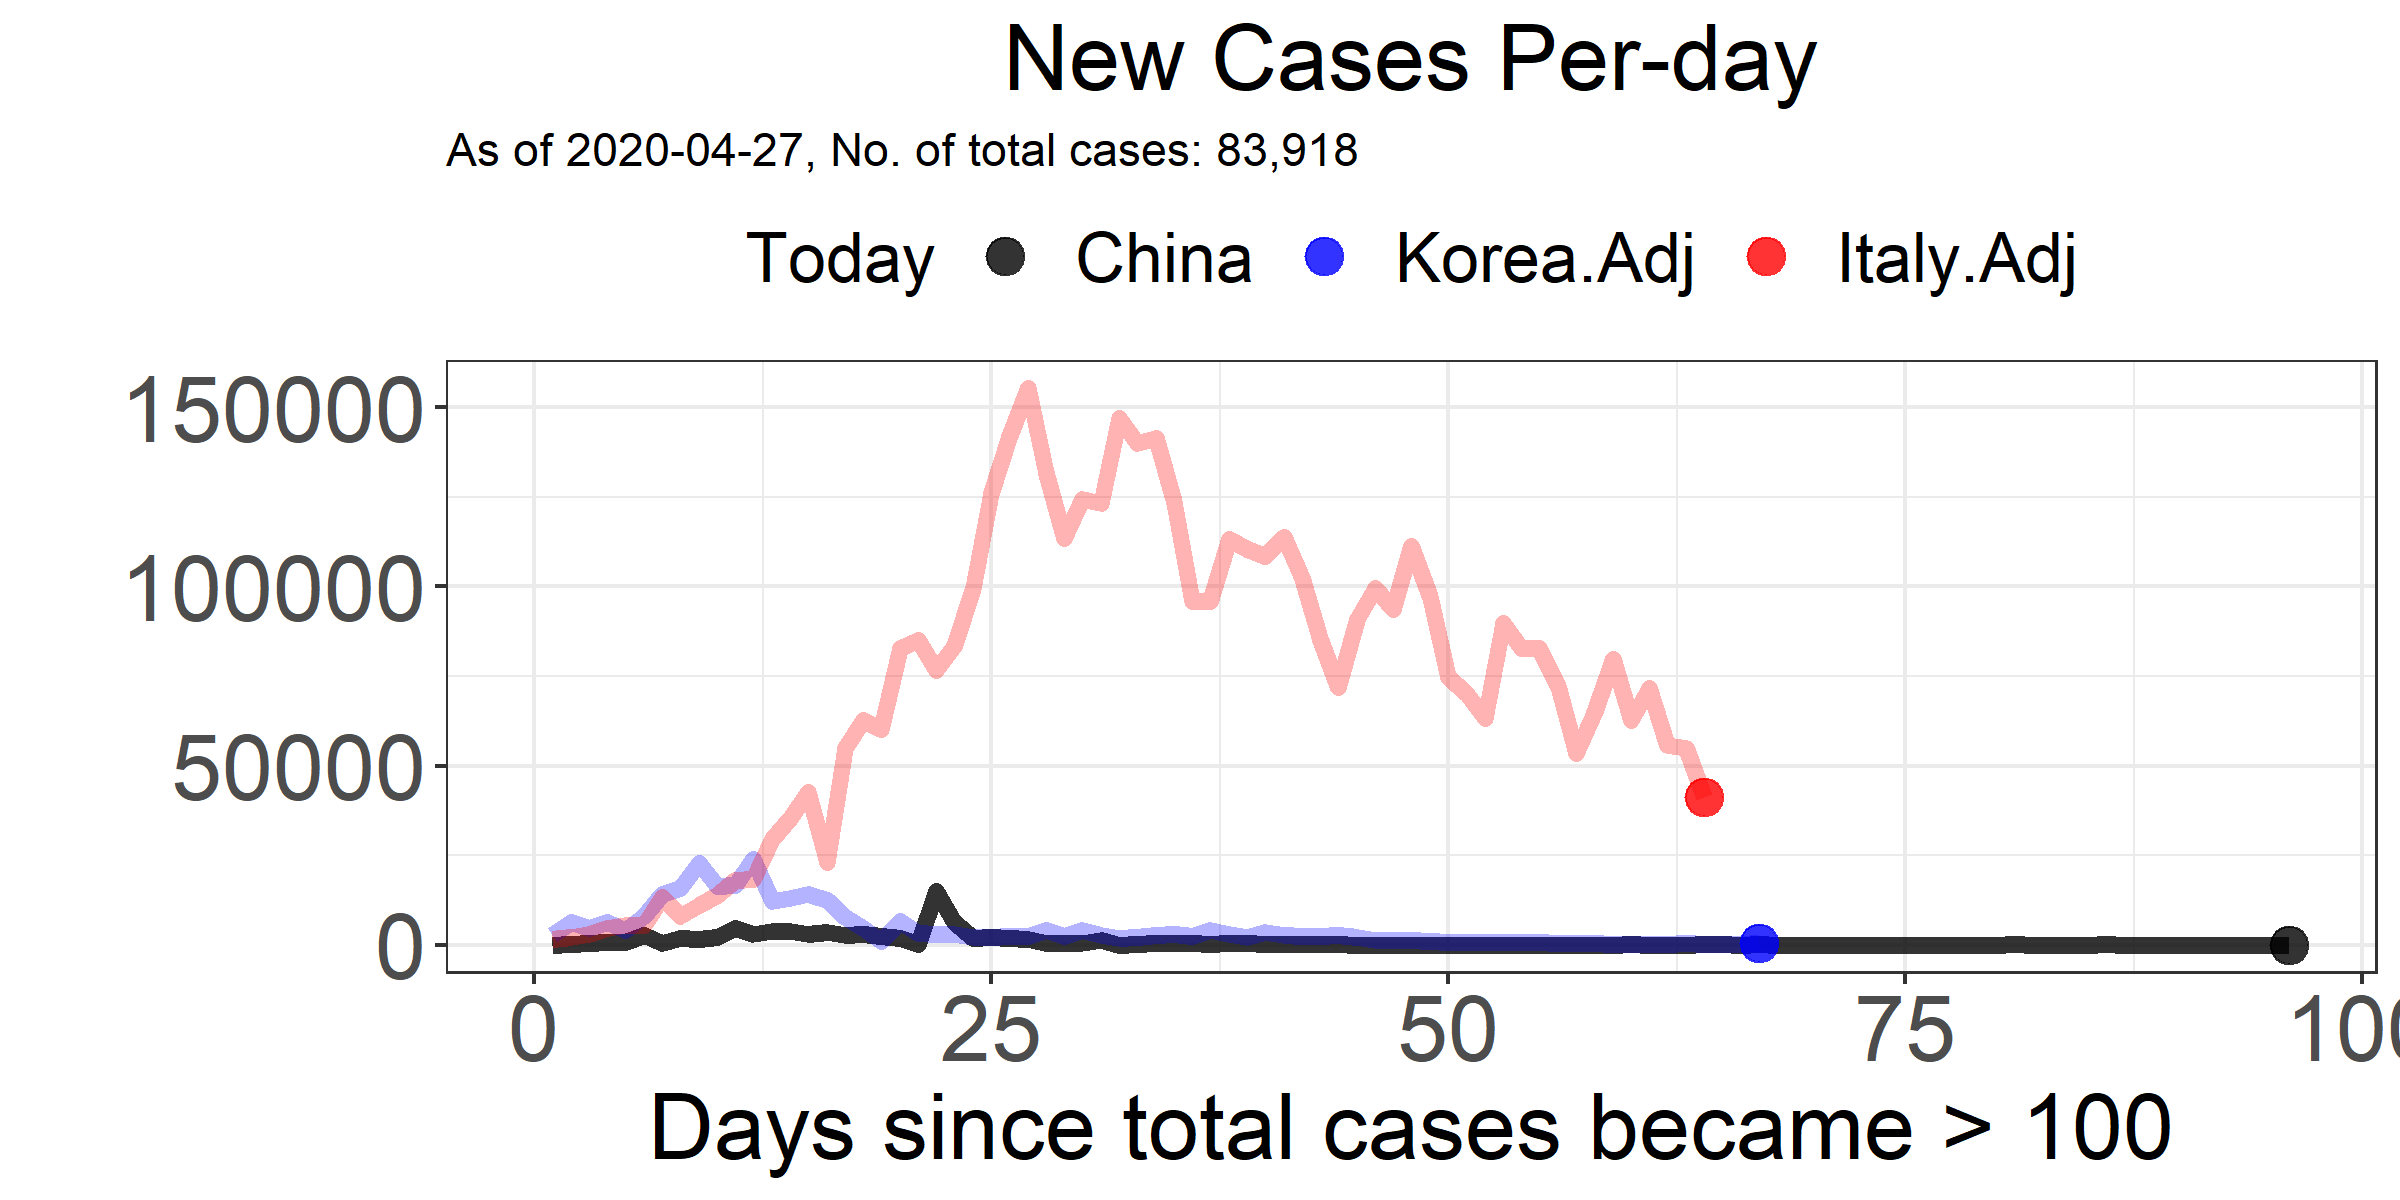 New Cases Per-day
As of 2020-04-27, No. of total cases: 83,918
Today China Korea.Adj Italy.Adj
150000
100000
50000
0
0 25 50 75 100
Days since total cases became > 100